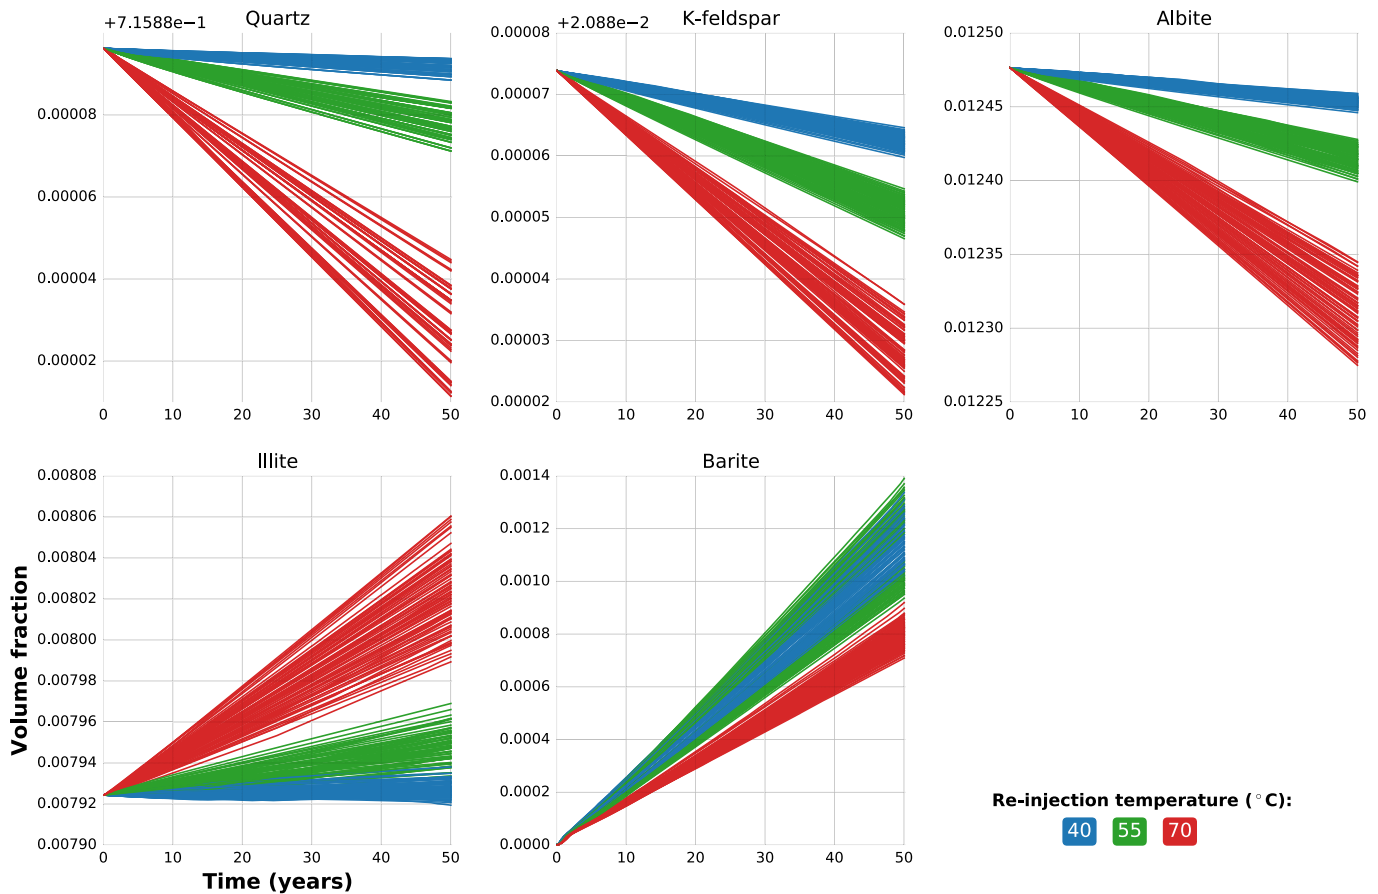 +7.1588e−1
Quartz
0.00008
0.00006
0.00004
0.00002
0 10 20 30 40 50
+2.088e−2
K-feldspar
0.00008
0.00007
0.00006
0.00005
0.00004
0.00003
0.00002
0 10 20 30 40 50
Albite
0.01250
0.01245
0.01240
0.01235
0.01230
0.01225
0 10 20 30 40 50
Illite
0.00808
0.00806
0.00804
0.00802
0.00800
0.00798
0.00796
0.00794
0.00792
0.00790
0 10 20 30 40 50
Volume fraction
Time (years)
Barite
0.0014
0.0012
0.0010
0.0008
0.0006
0.0004
0.0002
0.0000
0 10 20 30 40 50
Re-injection temperature (°C):
40 55 70